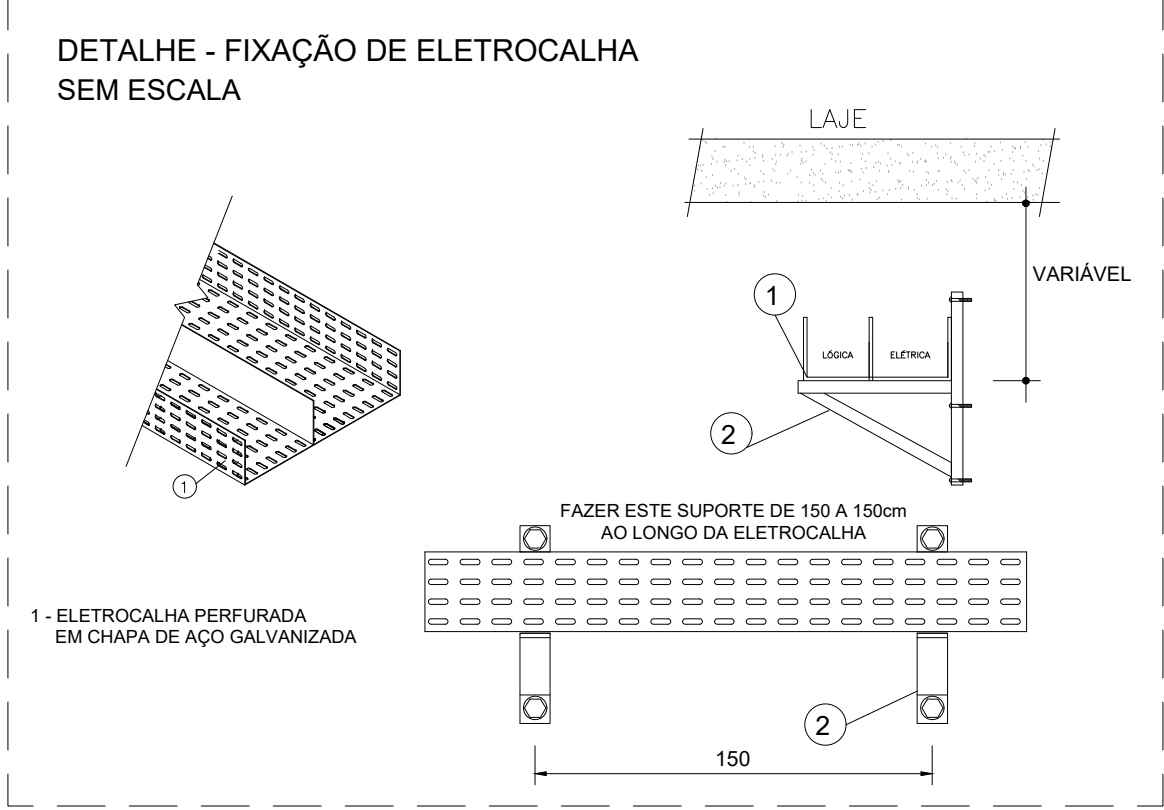 DETALHE - FIXAÇÃO DE ELETROCALHA
SEM ESCALA
LAJE
VARIÁVEL
1
LÓGICA
ELÉTRICA
2
1
FAZER ESTE SUPORTE DE 150 A 150cm
AO LONGO DA ELETROCALHA
1 - ELETROCALHA PERFURADA
EM CHAPA DE AÇO GALVANIZADA
2
150